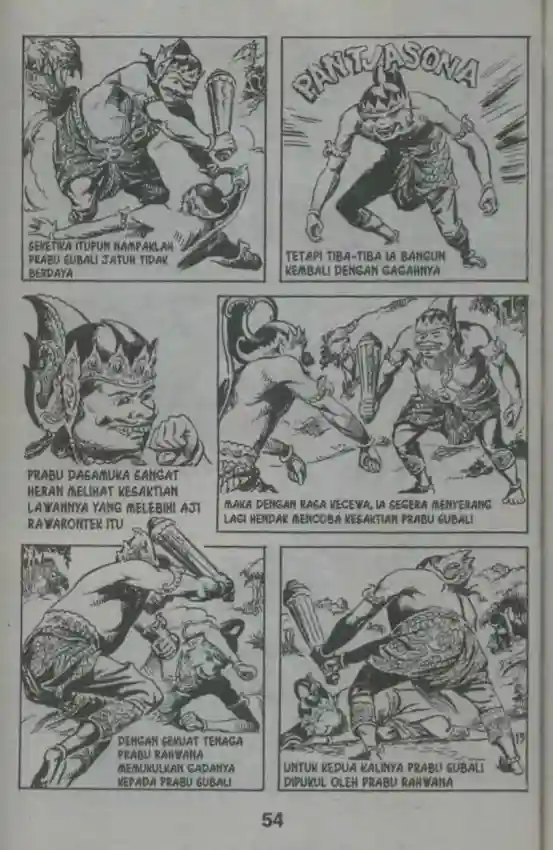 SEKETIKA ITUPUN NAMPAKLAH
PRABU SUBALI JATUH TIDAK
BERDAYA
PANTJASONA
TETAPI TIBA-TIBA IA BANGUN
KEMBALI DENGAN GAGAHNYA
PRABU DASAMUKA SANGAT
HERAN MELIHAT KESAKTIAN
LAWANNYA YANG MELEBIHI AJI
RAWARONTEK ITU
MAKA DENGAN RASA KECEWA, IA SEGERA MENYERANG
LAGI HENDAK MENCOBA KESAKTIAN PRABU SUBALI
DENGAN SEKUAT TENAGA
PRABU RAHWANA
MEMUKULKAN GADANYA
KEPADA PRABU SUBALI
UNTUK KEDUA KALINYA PRABU SUBALI
DIPUKUL OLEH PRABU RAHWANA
54